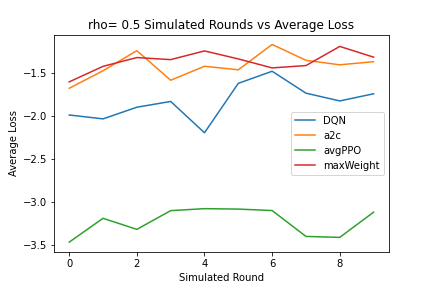 rho= 0.5 Simulated Rounds vs Average Loss
Average Loss
−1.5
−2.0
−2.5
−3.0
−3.5
DQN
a2c
avgPPO
maxWeight
0 2 4 6 8
Simulated Round